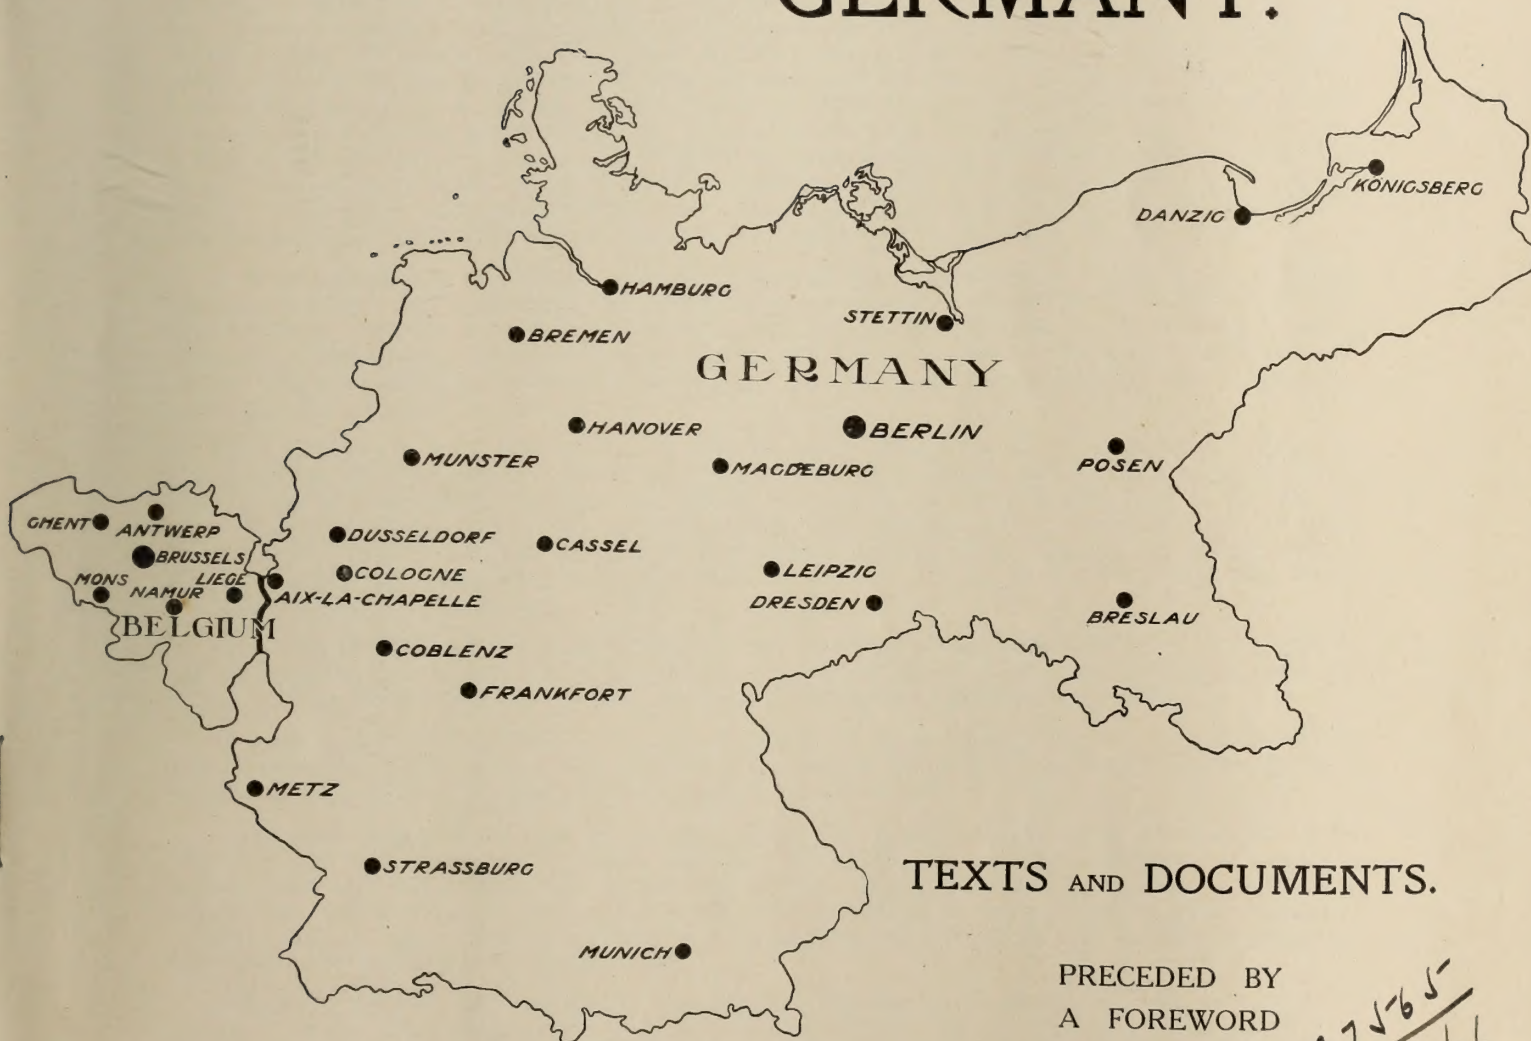 GERMANY.
KÖNIGSBERG
DANZIG
HAMBURG
STETTIN
BREMEN
GERMANY
HANOVER
BERLIN
MUNSTER
MAGDEBURG
POSEN
GHENT
ANTWERP
DUSSELDORF
CASSEL
BRUSSELS
COLOGNE
LEIPZIG
MONS
NAMUR
LIEGE
AIX-LA-CHAPELLE
DRESDEN
BRESLAU
BELGIUM
COBLENZ
FRANKFORT
METZ
STRASSBURG
TEXTS AND DOCUMENTS.
MUNICH
PRECEDED BY
A FOREWORD